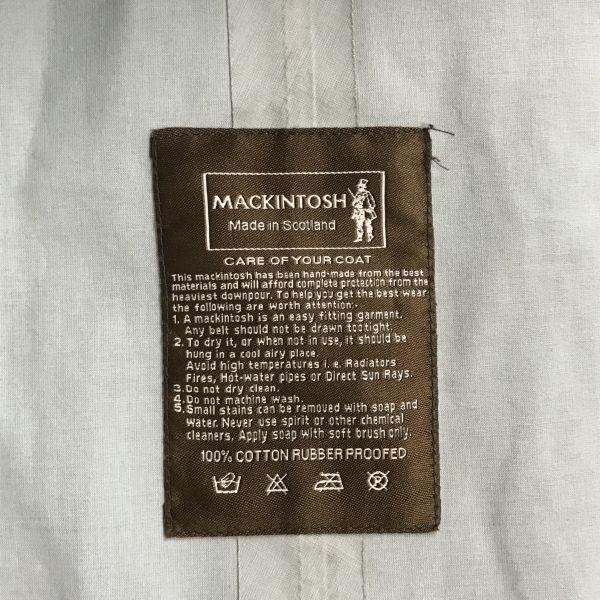 MACKINTOSH
Made in Scotland
CARE OF YOUR COAT
This mackintosh has been hand-made from the best
materials and will afford complete protection from the
heaviest downpour. To help you get the best wear
the following are worth attention:-
1. A mackintosh is an easy fitting garment.
Any belt should not be drawn too tight.
2. To dry it, or when not in use, it should be
hung in a cool airy place.
Avoid high temperatures i.e. Radiators
Fires, Hot-water pipes or Direct Sun Rays.
3. Do not dry clean.
4. Do not machine wash.
5. Small stains can be removed with soap and
water. Never use spirit or other chemical
cleaners. Apply soap with soft brush only.
100% COTTON RUBBER PROOFED